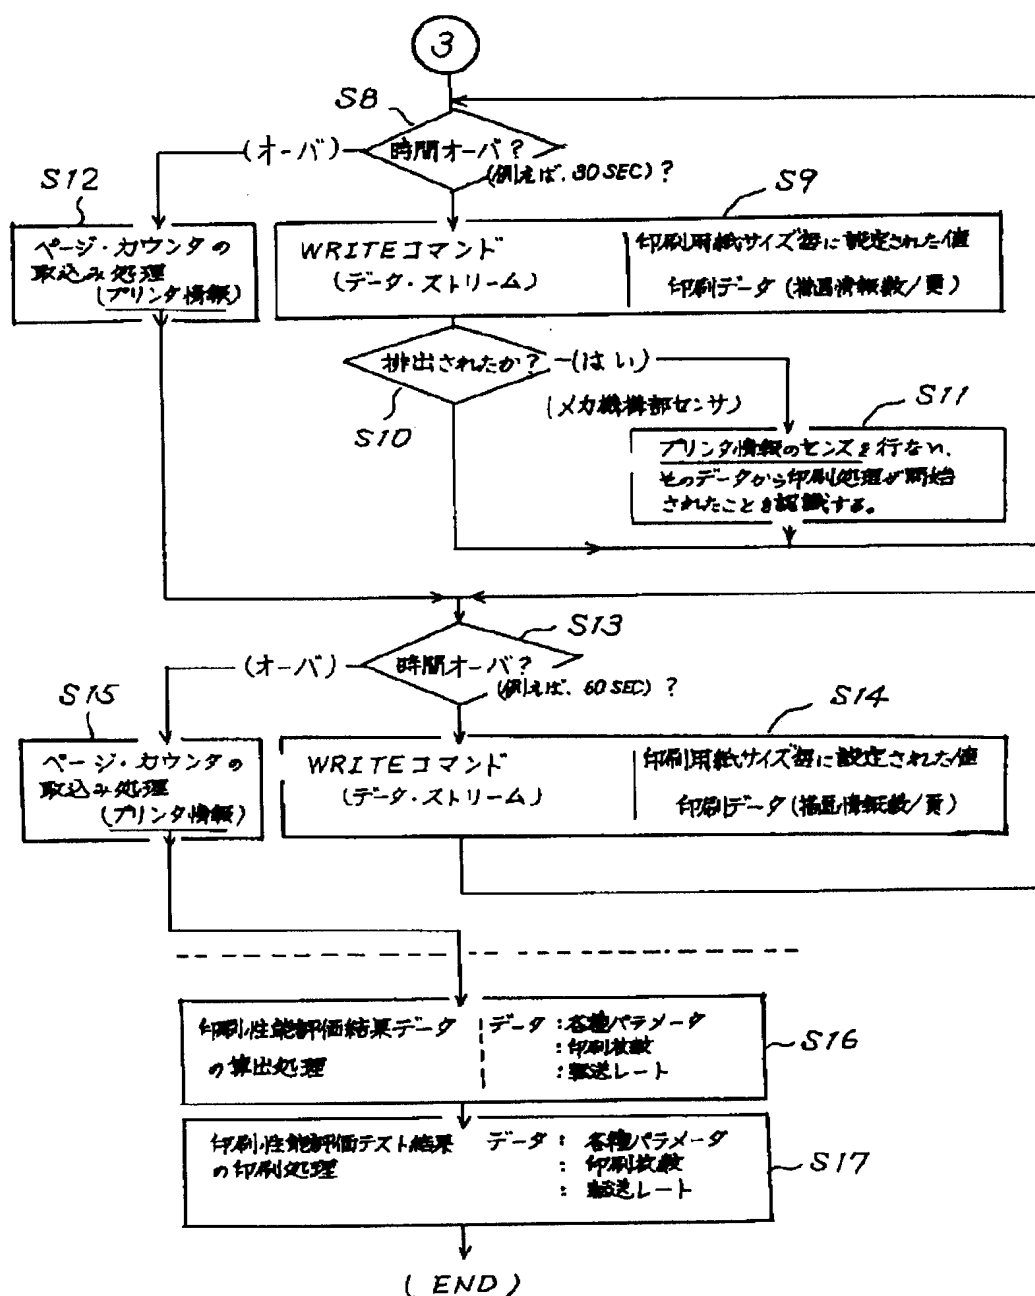 3
S8
(オーバ)
時間オーバ?
(例えば、30SEC)?
S12
ページ・カウンタの
取込み処理
(プリンタ情報)
S9
WRITEコマンド
(データ・ストリーム)
印刷用紙サイズ毎に設定された値
印刷データ(描画情報数/頁)
排出されたか?
(はい)
(メカ機構部センサ)
S10
S11
プリンタ情報のセンスを行ない、
そのデータから印刷処理が開始
されたことを認識する。
S13
(オーバ)
時間オーバ?
(例えば、60SEC)?
S15
ページ・カウンタの
取込み処理
(プリンタ情報)
S14
WRITEコマンド
(データ・ストリーム)
印刷用紙サイズ毎に設定された値
印刷データ(描画情報数/頁)
印刷性能評価結果データ
の算出処理
データ:各種パラメータ
:印刷枚数
:転送レート
S16
印刷性能評価テスト結果
の印刷処理
データ: 各種パラメータ
: 印刷枚数
: 転送レート
S17
(END)